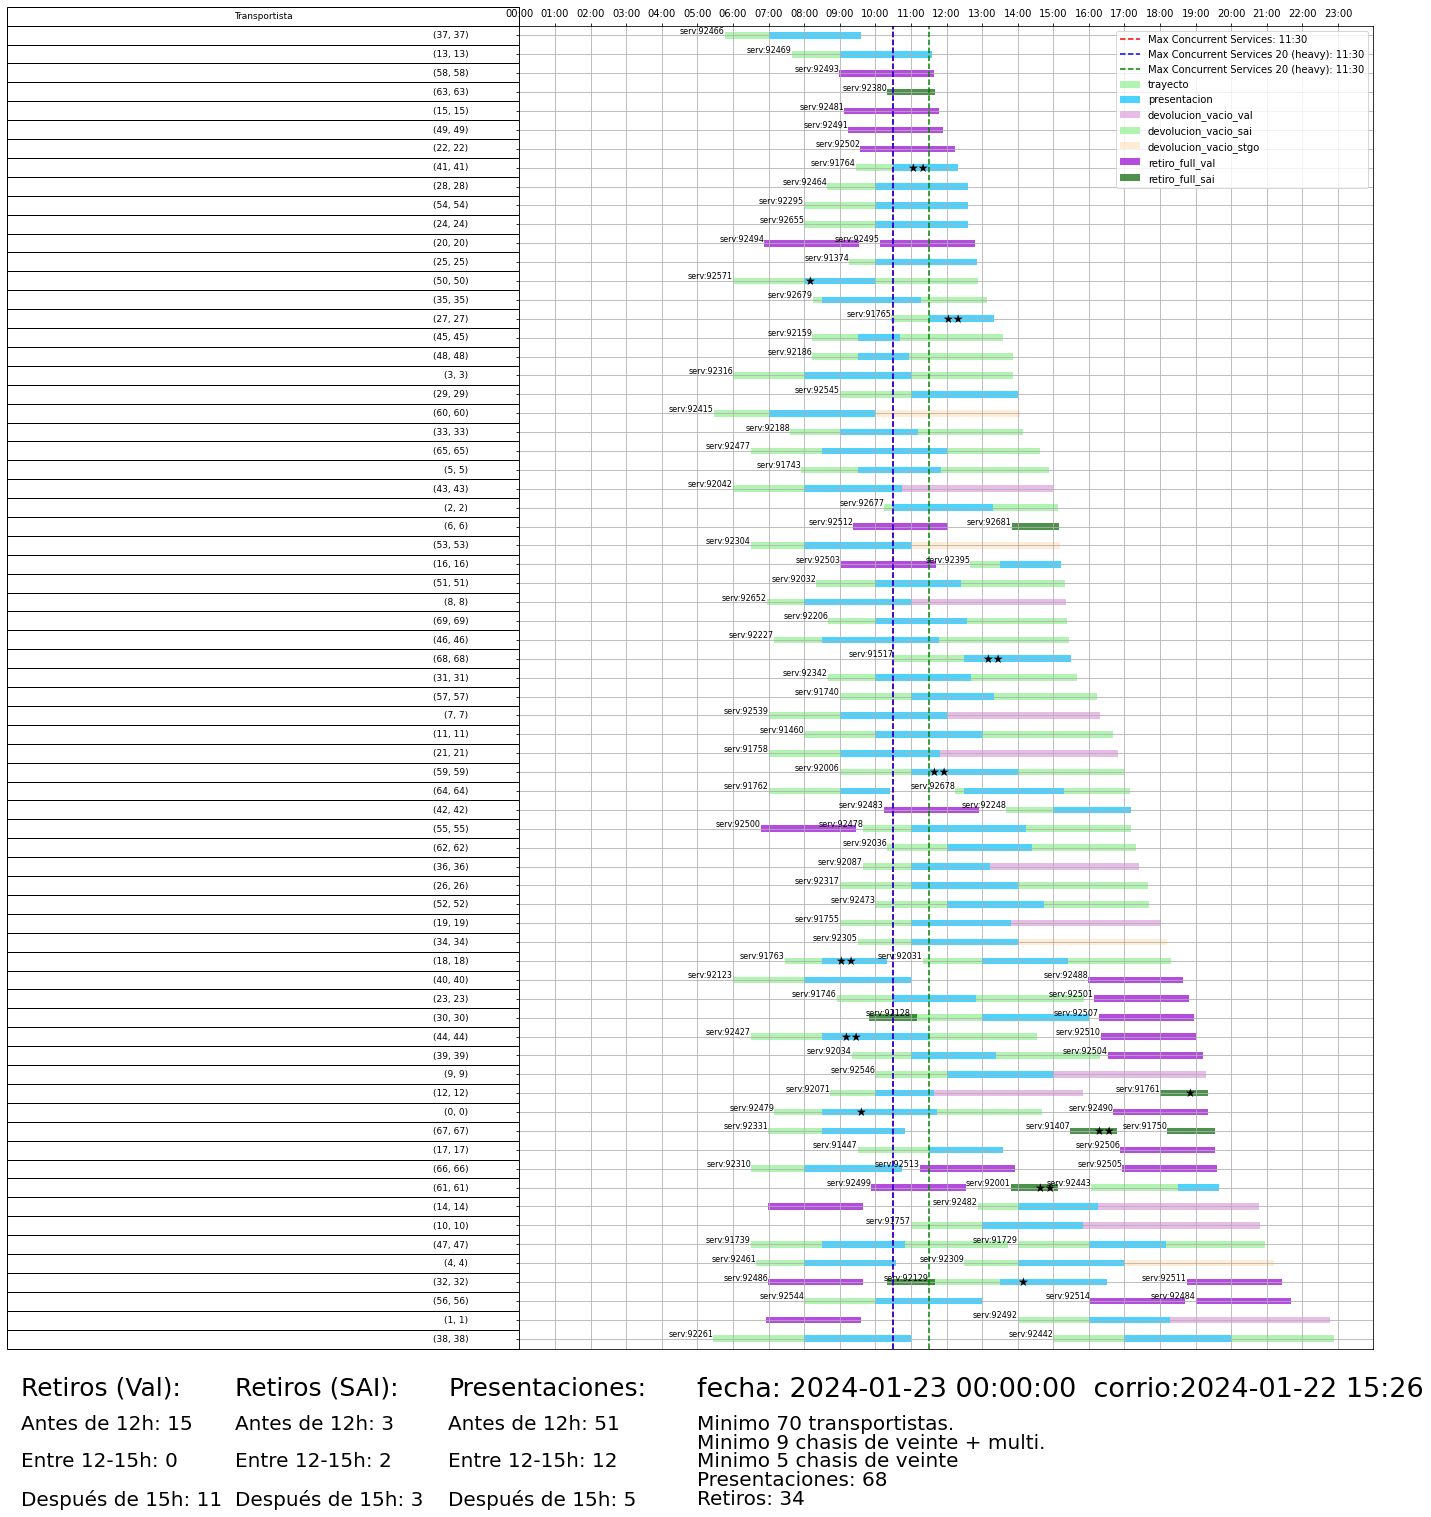 Transportista
00:00 01:00 02:00 03:00 04:00 05:00 06:00 07:00 08:00 09:00 10:00 11:00 12:00 13:00 14:00 15:00 16:00 17:00 18:00 19:00 20:00 21:00 22:00 23:00
Max Concurrent Services: 11:30
Max Concurrent Services 20 (heavy): 11:30
Max Concurrent Services 20 (heavy): 11:30
trayecto
presentacion
devolucion_vacio_val
devolucion_vacio_sai
devolucion_vacio_stgo
retiro_full_val
retiro_full_sai
(37, 37) serv:92466
(13, 13) serv:92469
(58, 58) serv:92493
(63, 63) serv:92380
(15, 15) serv:92481
(49, 49) serv:92491
(22, 22) serv:92502
(41, 41) serv:91764
(28, 28) serv:92464
(54, 54) serv:92295
(24, 24) serv:92655
(20, 20) serv:92494 serv:92495
(25, 25) serv:91374
(50, 50) serv:92571
(35, 35) serv:92679
(27, 27) serv:91765
(45, 45) serv:92159
(48, 48) serv:92186
(3, 3) serv:92316
(29, 29) serv:92545
(60, 60) serv:92415
(33, 33) serv:92188
(65, 65) serv:92477
(5, 5) serv:91743
(43, 43) serv:92042
(2, 2) serv:92677
(6, 6) serv:92512 serv:92681
(53, 53) serv:92304
(16, 16) serv:92503 serv:92395
(51, 51) serv:92032
(8, 8) serv:92652
(69, 69) serv:92206
(46, 46) serv:92227
(68, 68) serv:91517
(31, 31) serv:92342
(57, 57) serv:91740
(7, 7) serv:92539
(11, 11) serv:91460
(21, 21) serv:91758
(59, 59) serv:92006
(64, 64) serv:91762 serv:92678
(42, 42) serv:92483 serv:92248
(55, 55) serv:92500 serv:92478
(62, 62) serv:92036
(36, 36) serv:92087
(26, 26) serv:92317
(52, 52) serv:92473
(19, 19) serv:91755
(34, 34) serv:92305
(18, 18) serv:91763 serv:92031
(40, 40) serv:92123 serv:92488
(23, 23) serv:91746 serv:92501
(30, 30) serv:92128 serv:92507
(44, 44) serv:92427 serv:92510
(39, 39) serv:92034 serv:92504
(9, 9) serv:92546
(12, 12) serv:92071 serv:91761
(0, 0) serv:92479 serv:92490
(67, 67) serv:92331 serv:91407 serv:91750
(17, 17) serv:91447 serv:92506
(66, 66) serv:92310 serv:92513 serv:92505
(61, 61) serv:92499 serv:92001 serv:92443
(14, 14) serv:92482
(10, 10) serv:91757
(47, 47) serv:91739 serv:91729
(4, 4) serv:92461 serv:92309
(32, 32) serv:92486 serv:92129 serv:92511
(56, 56) serv:92544 serv:92514 serv:92484
(1, 1) serv:92492
(38, 38) serv:92261 serv:92442
Retiros (Val): Retiros (SAI): Presentaciones: fecha: 2024-01-23 00:00:00 corrio:2024-01-22 15:26
Antes de 12h: 15 Antes de 12h: 3 Antes de 12h: 51 Minimo 70 transportistas.
Minimo 9 chasis de veinte + multi.
Entre 12-15h: 0 Entre 12-15h: 2 Entre 12-15h: 12 Minimo 5 chasis de veinte
Presentaciones: 68
Después de 15h: 11 Después de 15h: 3 Después de 15h: 5 Retiros: 34